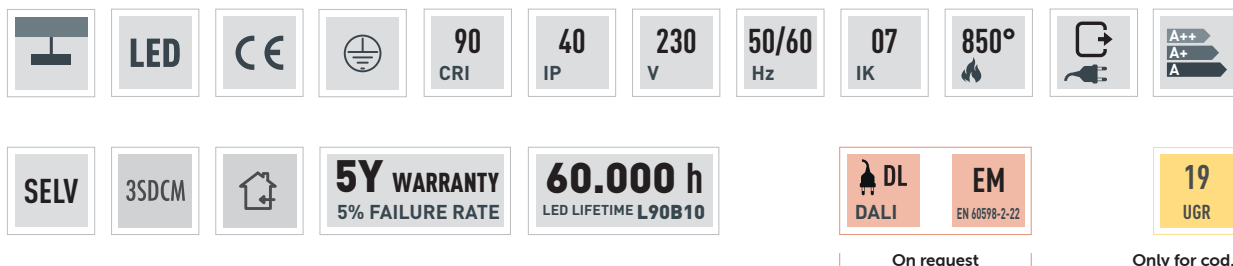 LED
CE
90
CRI
40
IP
230
V
50/60
Hz
07
IK
850°
A++
A+
A
SELV
3SDCM
5Y WARRANTY
5% FAILURE RATE
60.000 h
LED LIFETIME L90B10
DL
DALI
EM
EN 60598-2-22
19
UGR
On request
Only for cod.